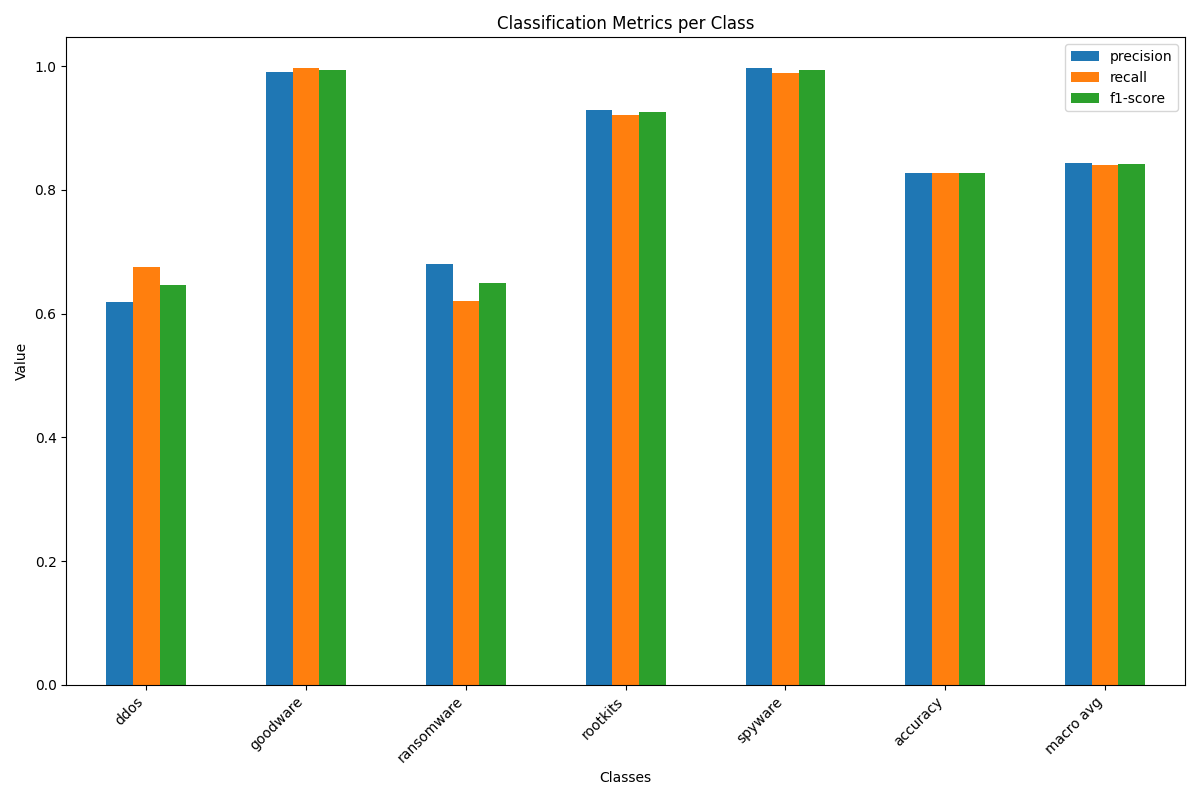 Classification Metrics per Class
precision
recall
f1-score
Value
1.0
0.8
0.6
0.4
0.2
0.0
ddos
goodware
ransomware
rootkits
spyware
accuracy
macro avg
Classes